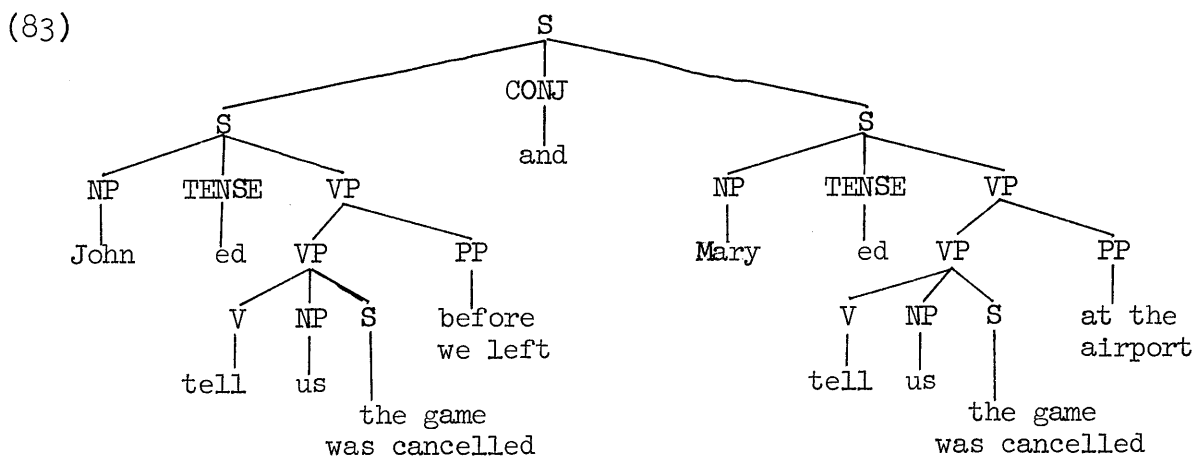 (83)
S
CONJ
and
S S
NP TENSE VP NP TENSE VP
John ed VP PP Mary ed VP PP
V NP S before V NP S at the
we left airport
tell us tell us
the game the game
was cancelled was cancelled